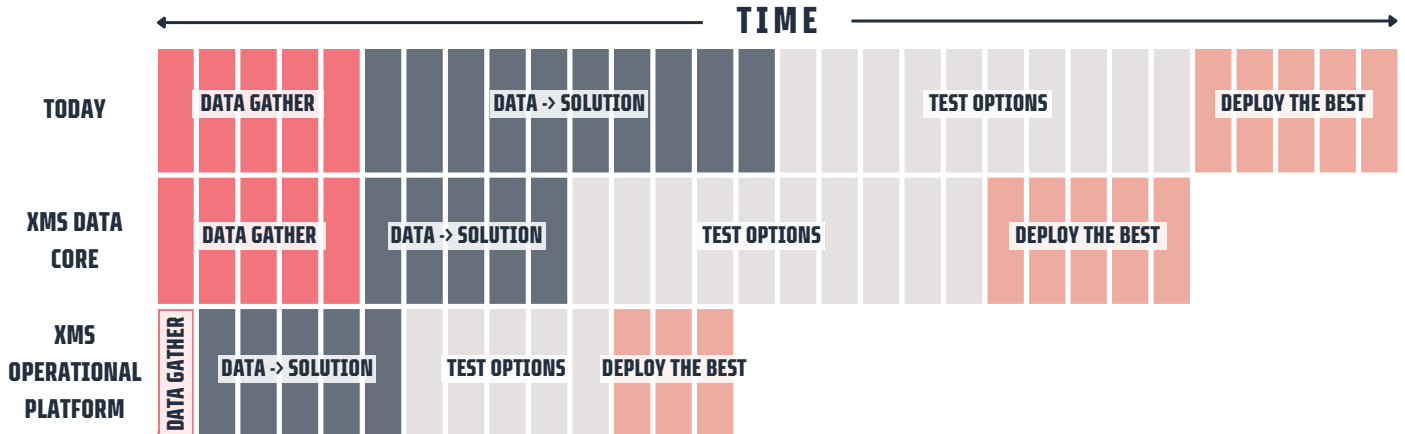 TIME
TODAY
DATA GATHER
DATA -> SOLUTION
TEST OPTIONS
DEPLOY THE BEST
XMS DATA
CORE
DATA GATHER
DATA -> SOLUTION
TEST OPTIONS
DEPLOY THE BEST
XMS
OPERATIONAL
PLATFORM
DATA GATHER
DATA -> SOLUTION
TEST OPTIONS
DEPLOY THE BEST